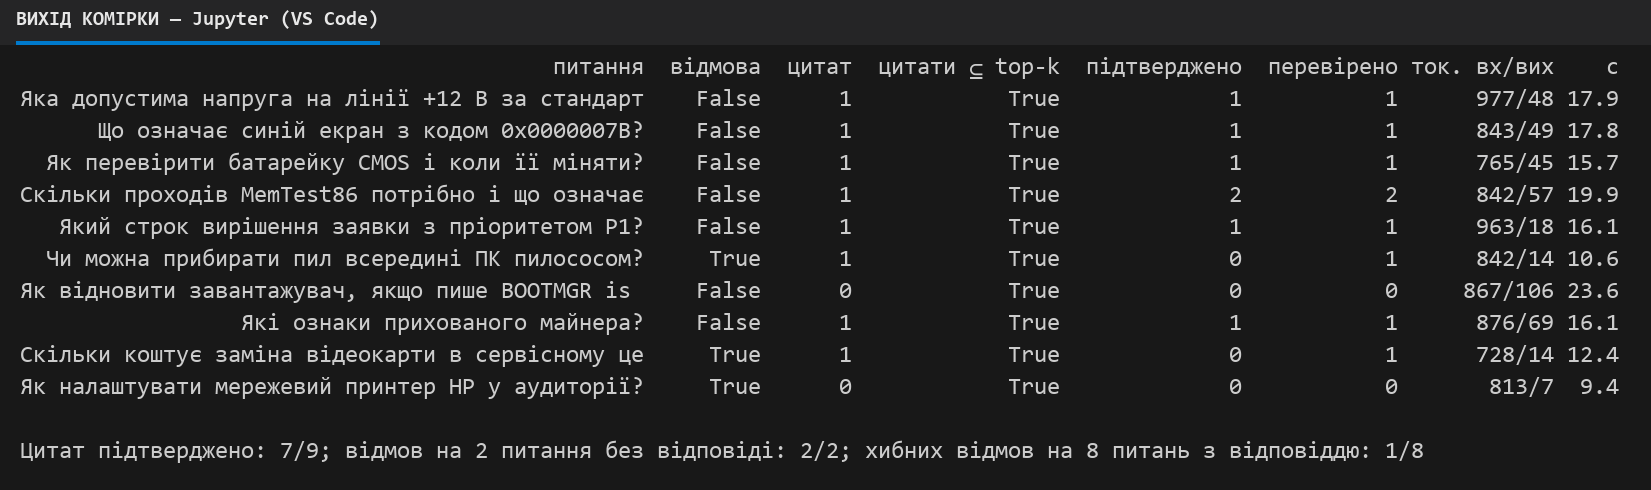 ВИХІД КОМІРКИ — Jupyter (VS Code)
питання відмова цитат цитати ⊆ top-k підтверджено перевірено ток. вх/вих с
Яка допустима напруга на лінії +12 В за стандарт False 1 True 1 1 977/48 17.9
Що означає синій екран з кодом 0x0000007B? False 1 True 1 1 843/49 17.8
Як перевірити батарейку CMOS і коли її міняти? False 1 True 1 1 765/45 15.7
Скільки проходів MemTest86 потрібно і що означає False 1 True 2 2 842/57 19.9
Який строк вирішення заявки з пріоритетом P1? False 1 True 1 1 963/18 16.1
Чи можна прибирати пил всередині ПК пилососом? True 1 True 0 1 842/14 10.6
Як відновити завантажувач, якщо пише BOOTMGR is False 0 True 0 0 867/106 23.6
Які ознаки прихованого майнера? False 1 True 1 1 876/69 16.1
Скільки коштує заміна відеокарти в сервісному це True 1 True 0 1 728/14 12.4
Як налаштувати мережевий принтер HP у аудиторії? True 0 True 0 0 813/7 9.4
Цитат підтверджено: 7/9; відмов на 2 питання без відповіді: 2/2; хибних відмов на 8 питань з відповіддю: 1/8